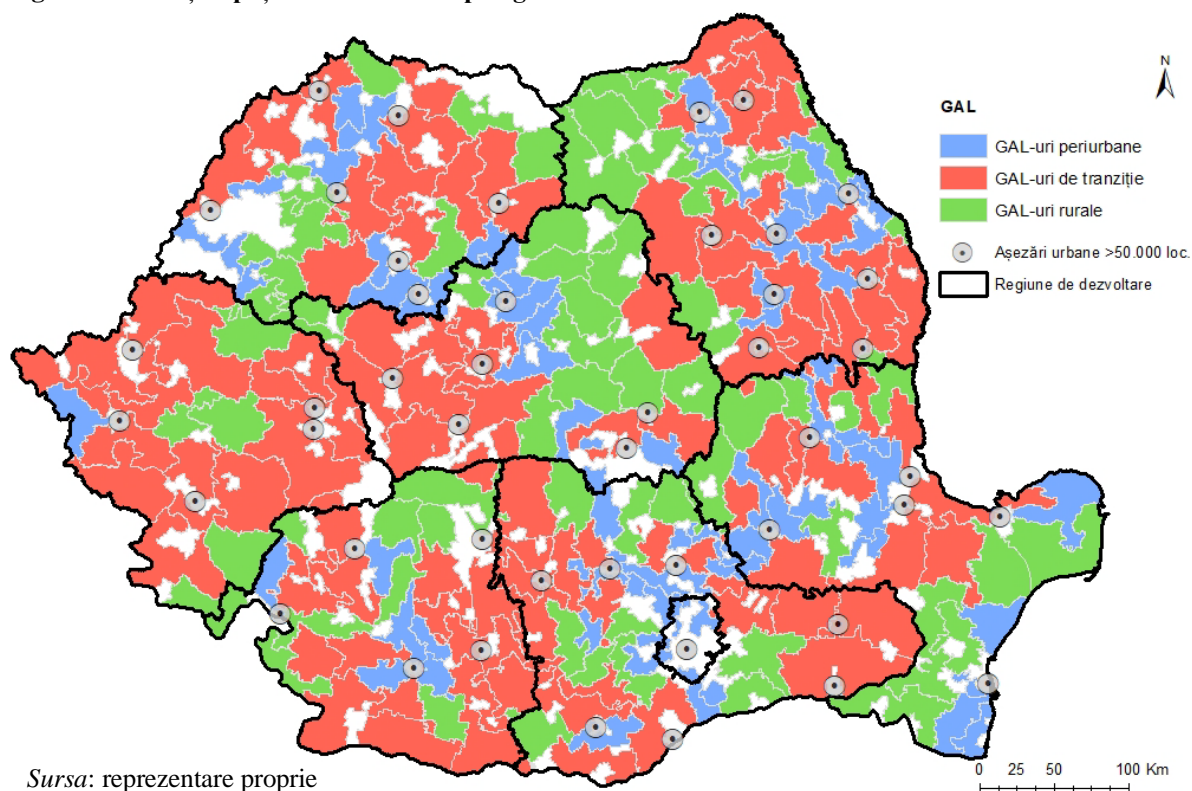 N
GAL
GAL-uri periurbane
GAL-uri de tranziție
GAL-uri rurale
Așezări urbane >50.000 loc.
Regiune de dezvoltare
Sursa: reprezentare proprie
0 25 50 100 Km